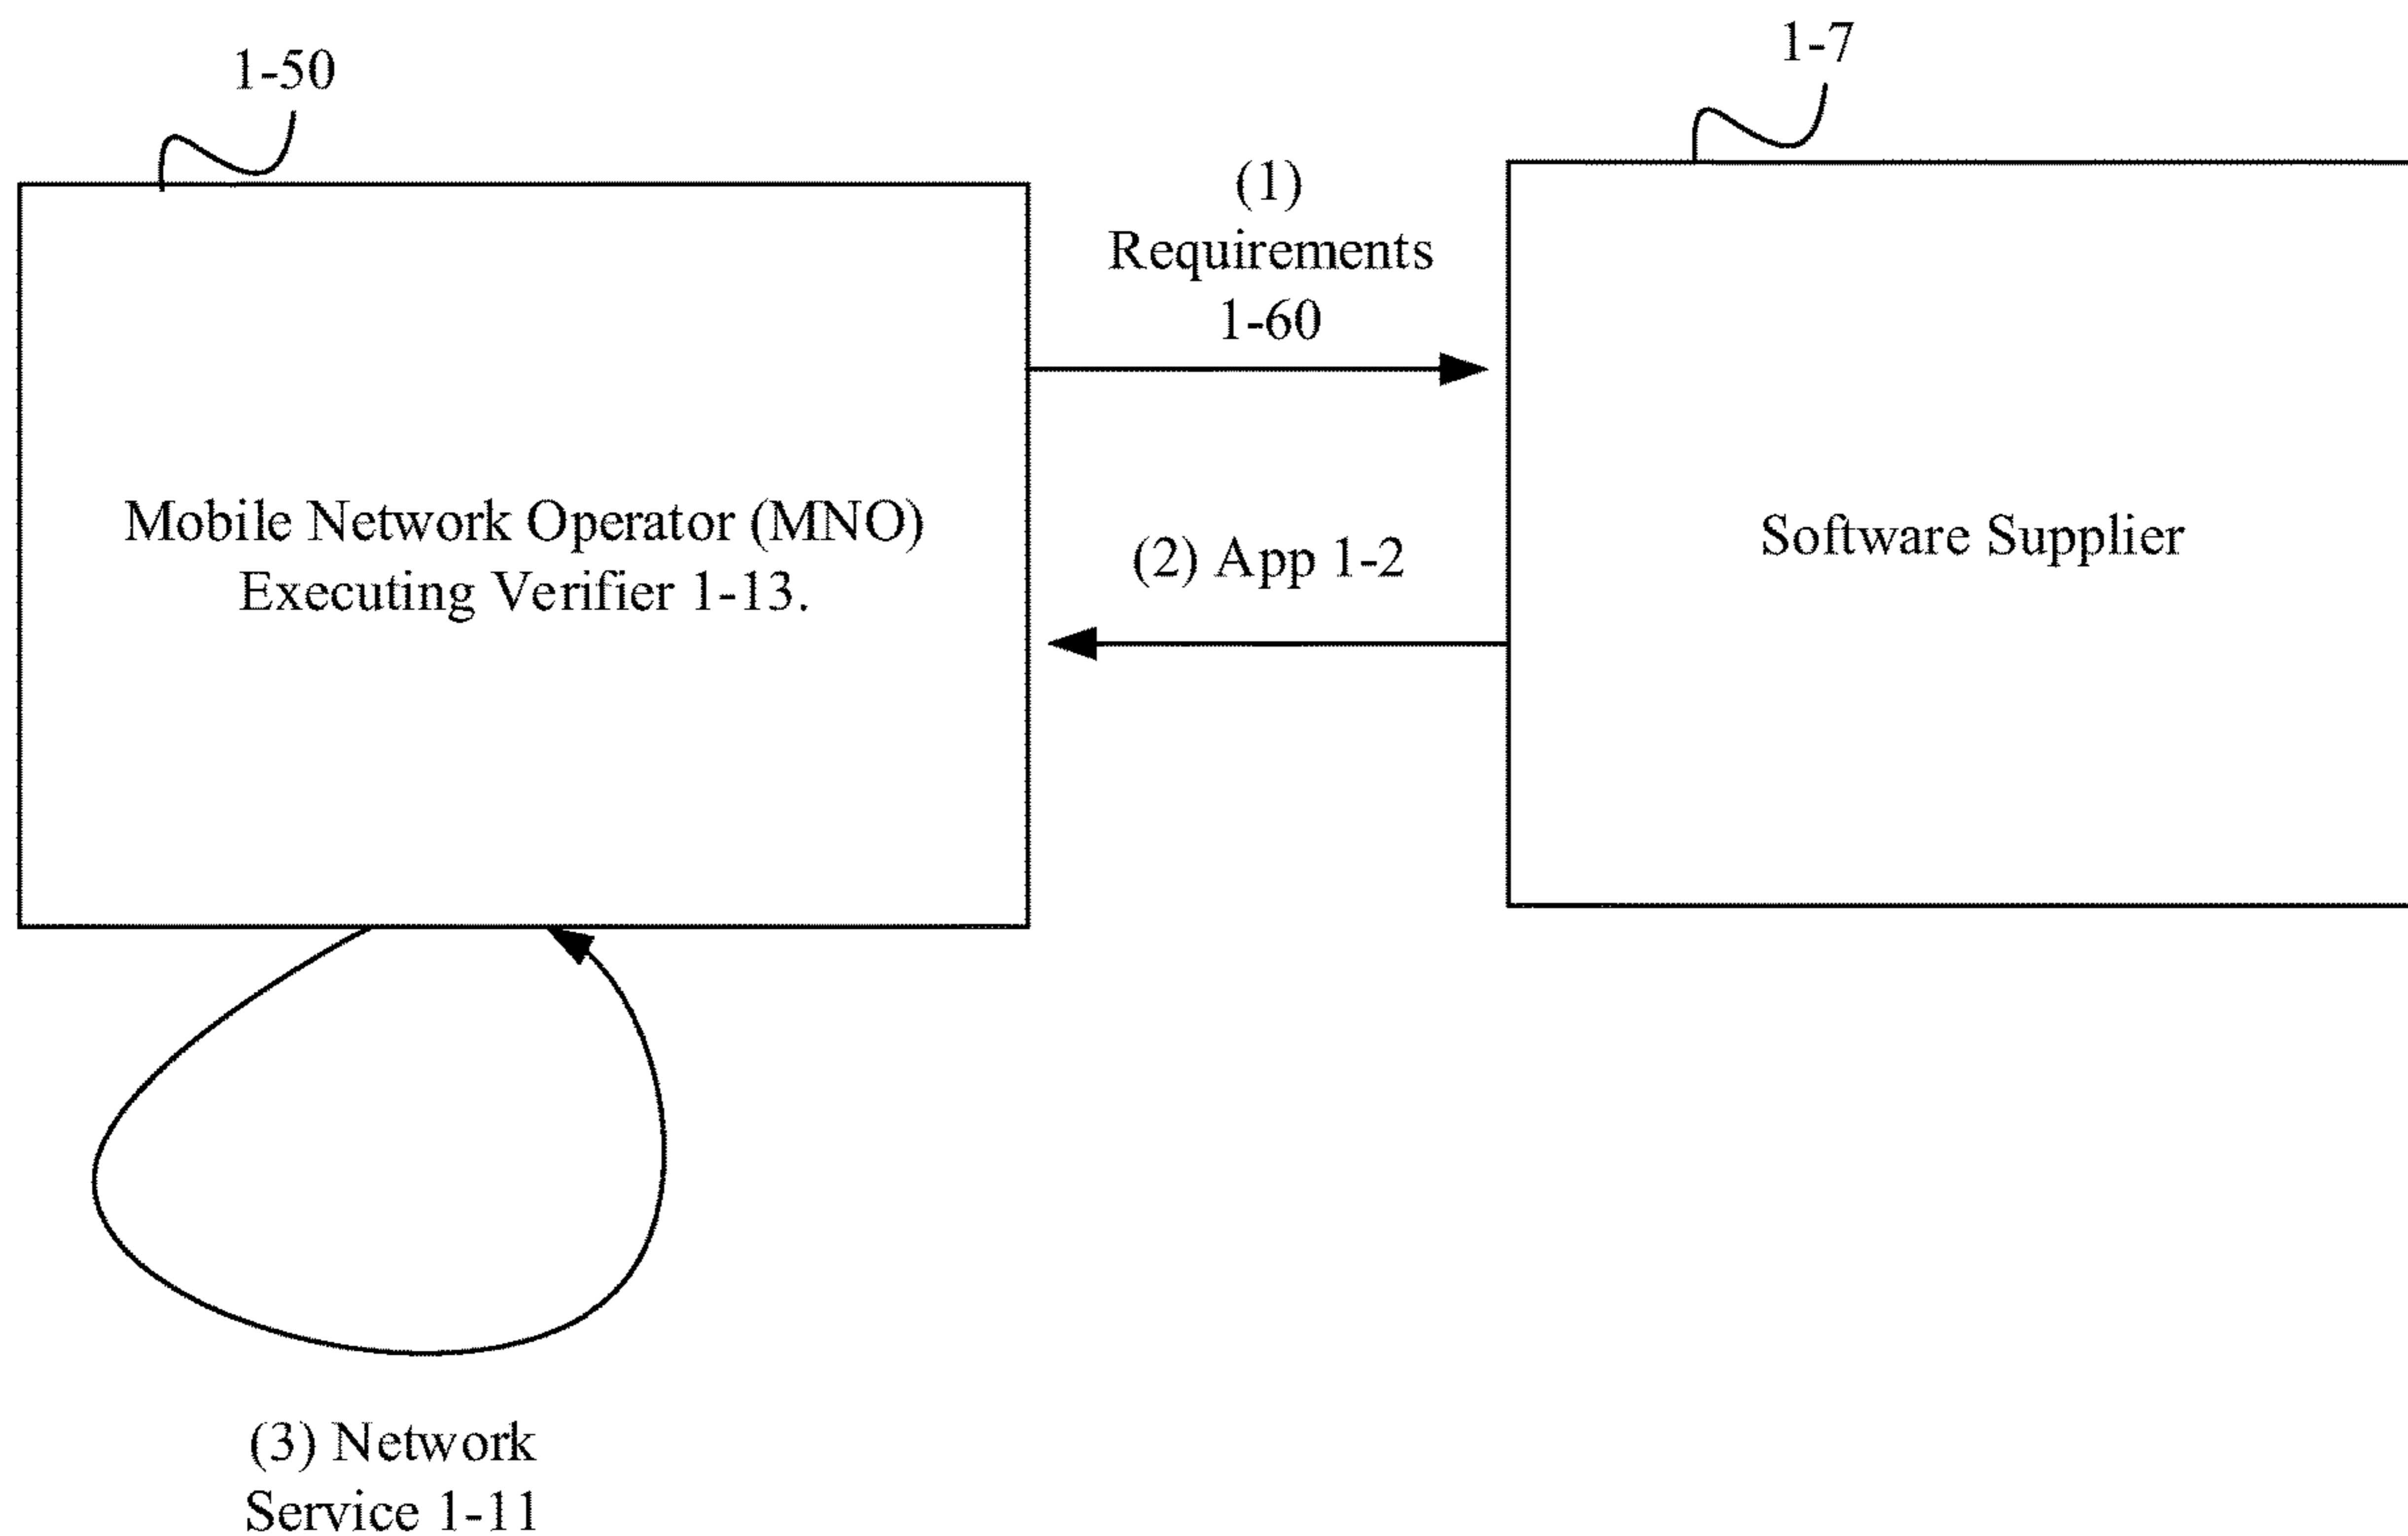 1-50
1-7
(1)
Requirements
1-60
Mobile Network Operator (MNO)
Executing Verifier 1-13.
(2) App 1-2
Software Supplier
(3) Network
Service 1-11